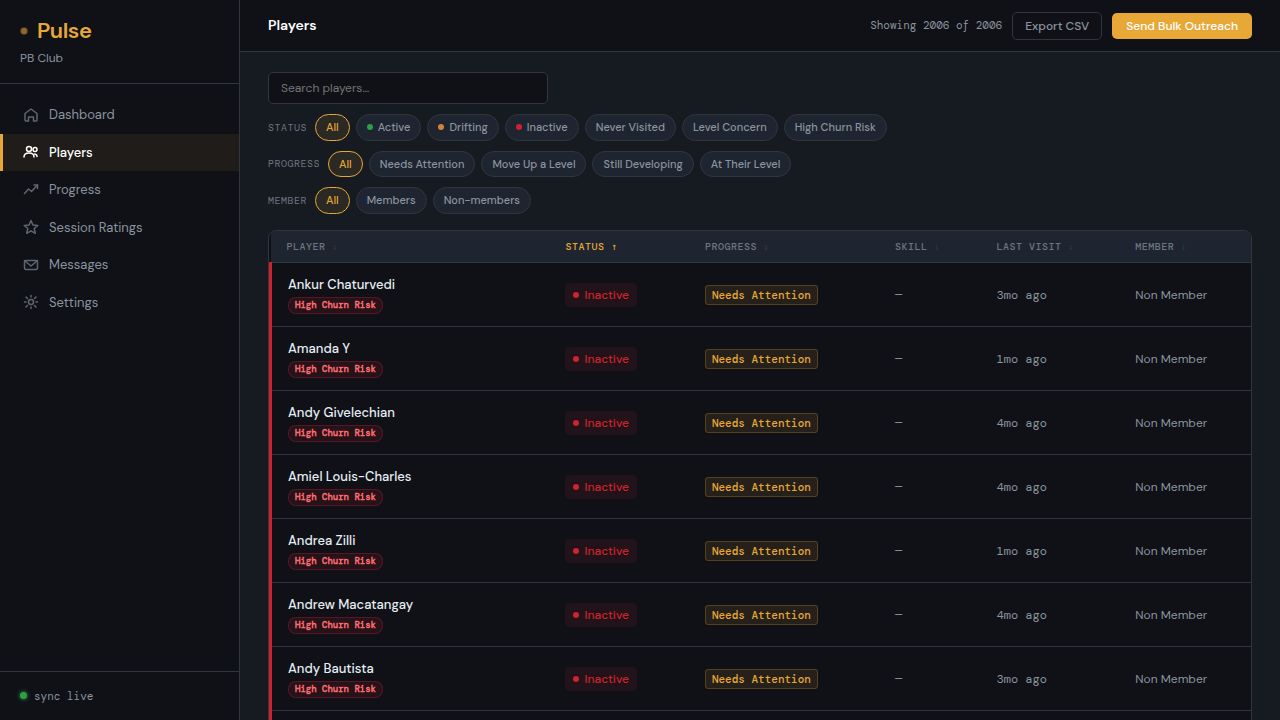 Pulse
PB Club
Dashboard
Players
Progress
Session Ratings
Messages
Settings
sync live
Players
Showing 2006 of 2006
Export CSV
Send Bulk Outreach
Search players…
STATUS All Active Drifting Inactive Never Visited Level Concern High Churn Risk
PROGRESS All Needs Attention Move Up a Level Still Developing At Their Level
MEMBER All Members Non-members
PLAYER ↕ STATUS ↑ PROGRESS ↕ SKILL ↕ LAST VISIT ↕ MEMBER ↕
Ankur Chaturvedi
High Churn Risk
Inactive Needs Attention — 3mo ago Non Member
Amanda Y
High Churn Risk
Inactive Needs Attention — 1mo ago Non Member
Andy Givelechian
High Churn Risk
Inactive Needs Attention — 4mo ago Non Member
Amiel Louis-Charles
High Churn Risk
Inactive Needs Attention — 4mo ago Non Member
Andrea Zilli
High Churn Risk
Inactive Needs Attention — 1mo ago Non Member
Andrew Macatangay
High Churn Risk
Inactive Needs Attention — 4mo ago Non Member
Andy Bautista
High Churn Risk
Inactive Needs Attention — 3mo ago Non Member